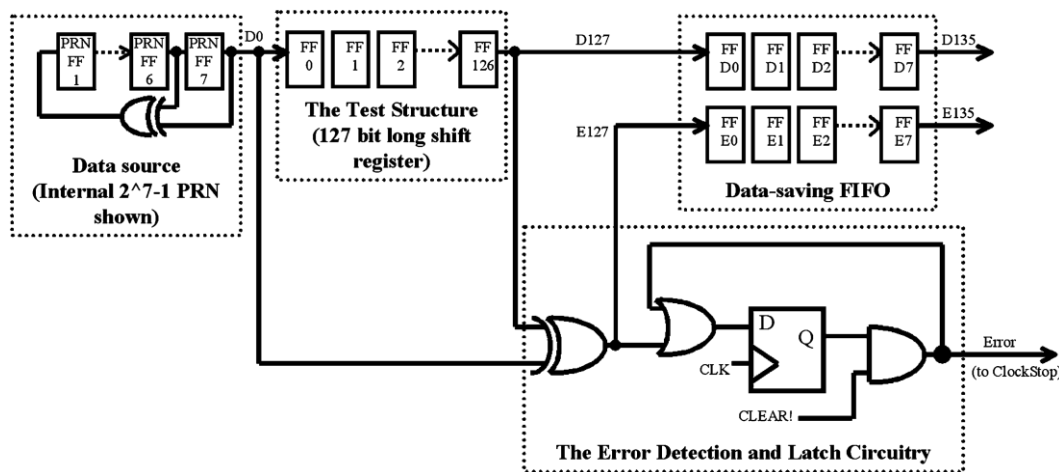 PRN
FF
1
PRN
FF
6
PRN
FF
7
Data source
(Internal 2^7-1 PRN
shown)
D0
FF
0
FF
1
FF
2
FF
126
The Test Structure
(127 bit long shift
register)
D127
E127
FF
D0
FF
D1
FF
D2
FF
D7
D135
FF
E0
FF
E1
FF
E2
FF
E7
E135
Data-saving FIFO
D
Q
CLK
CLEAR!
Error
(to ClockStop)
The Error Detection and Latch Circuitry